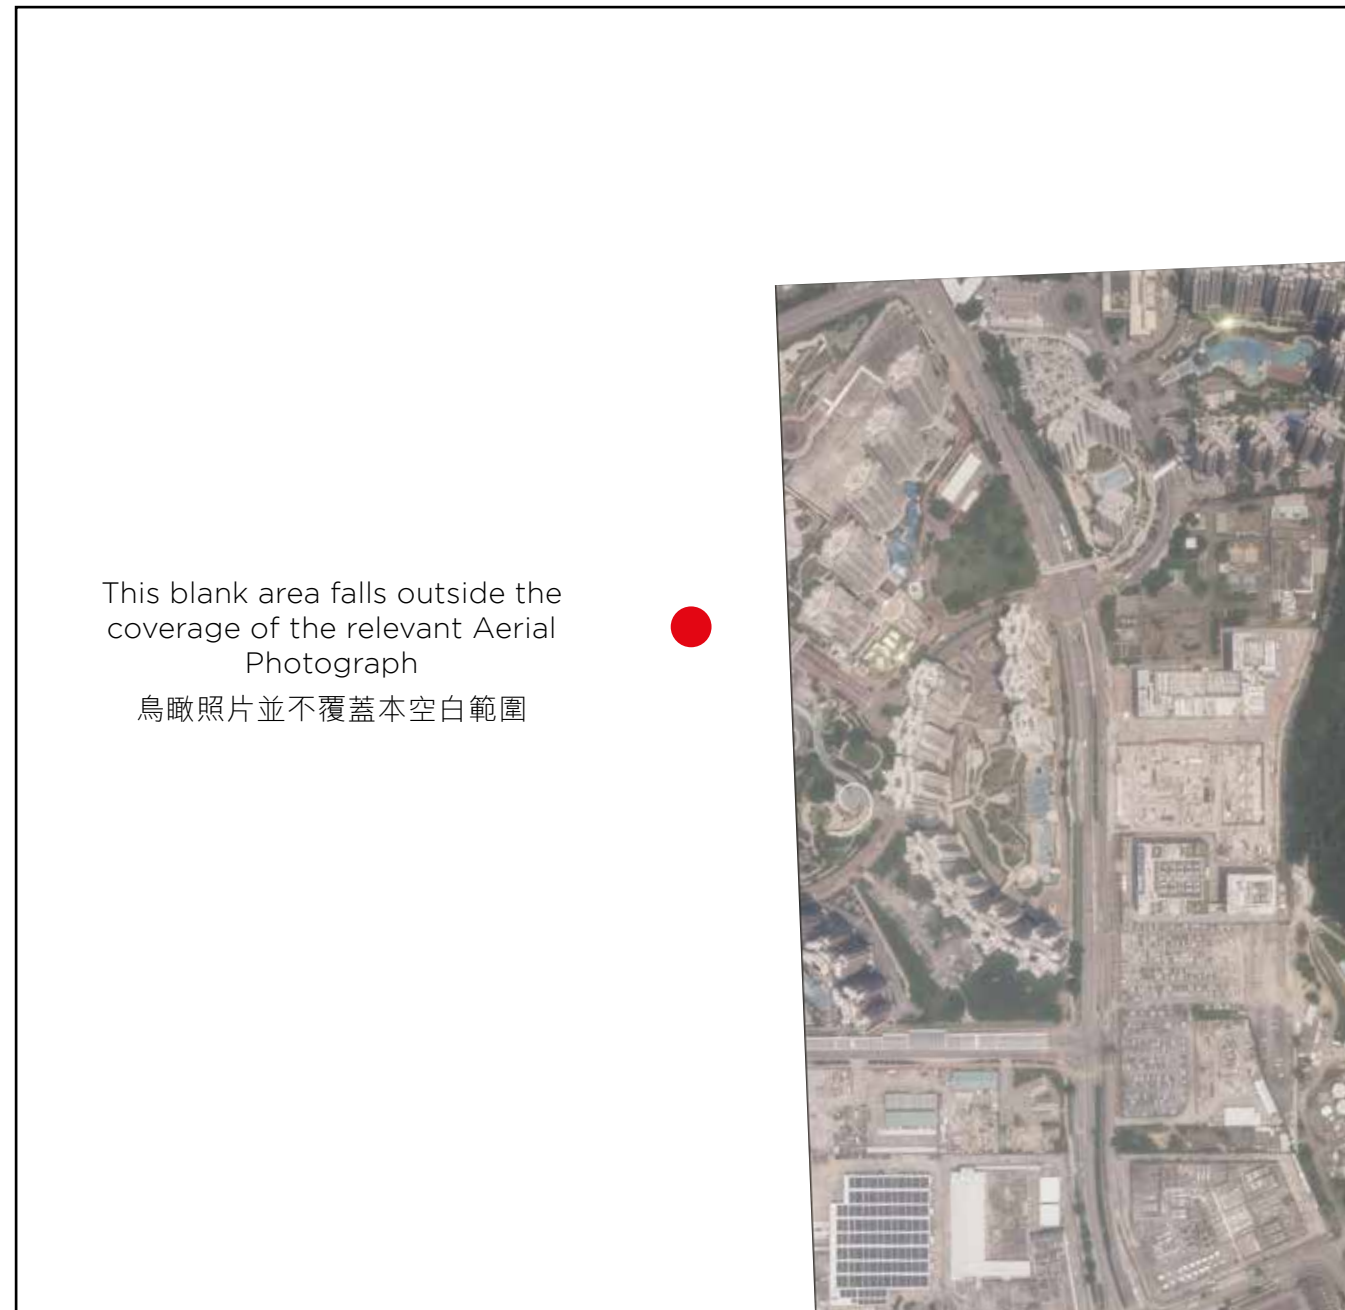 This blank area falls outside the
coverage of the relevant Aerial
Photograph
鳥瞰照片並不覆蓋本空白範圍